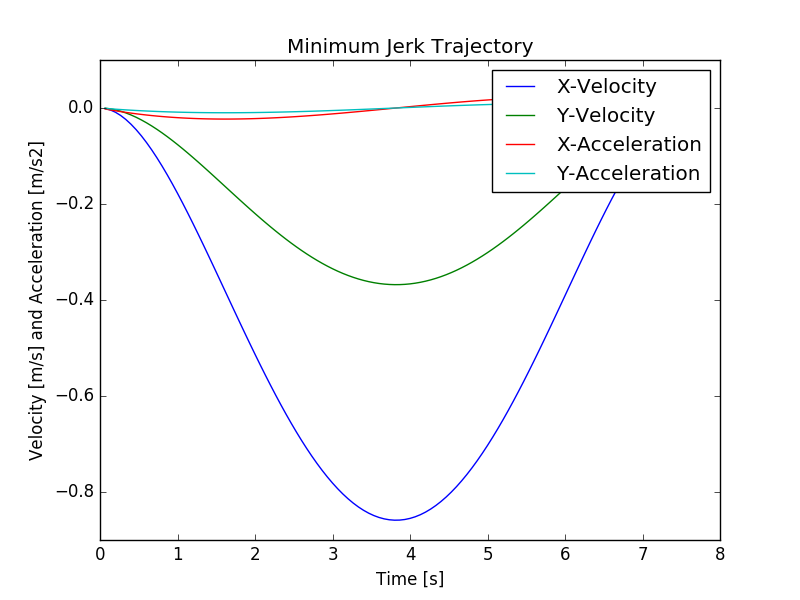 Minimum Jerk Trajectory
X-Velocity
Y-Velocity
X-Acceleration
Y-Acceleration
Velocity [m/s] and Acceleration [m/s2]
0.0
−0.2
−0.4
−0.6
−0.8
0 1 2 3 4 5 6 7 8
Time [s]